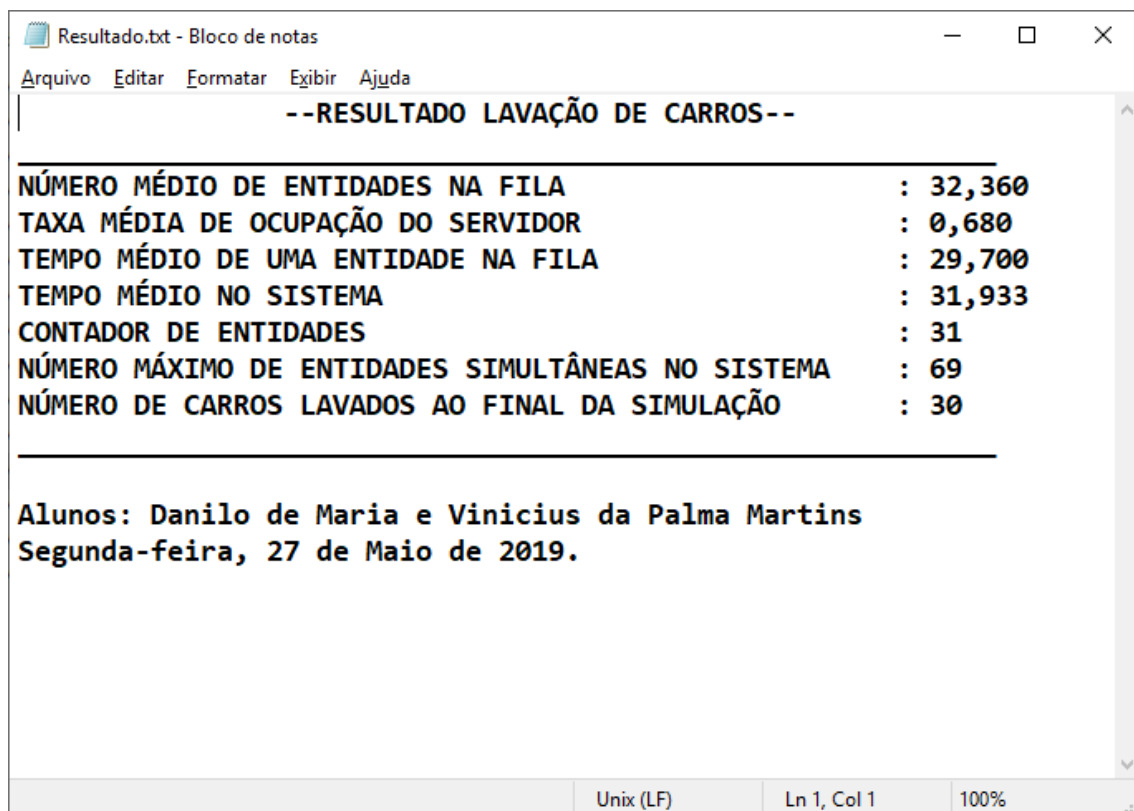 Resultado.txt - Bloco de notas
Arquivo Editar Formatar Exibir Ajuda
--RESULTADO LAVAÇÃO DE CARROS--
NÚMERO MÉDIO DE ENTIDADES NA FILA : 32,360
TAXA MÉDIA DE OCUPAÇÃO DO SERVIDOR : 0,680
TEMPO MÉDIO DE UMA ENTIDADE NA FILA : 29,700
TEMPO MÉDIO NO SISTEMA : 31,933
CONTADOR DE ENTIDADES : 31
NÚMERO MÁXIMO DE ENTIDADES SIMULTÂNEAS NO SISTEMA : 69
NÚMERO DE CARROS LAVADOS AO FINAL DA SIMULAÇÃO : 30
Alunos: Danilo de Maria e Vinicius da Palma Martins
Segunda-feira, 27 de Maio de 2019.
Unix (LF) Ln 1, Col 1 100%